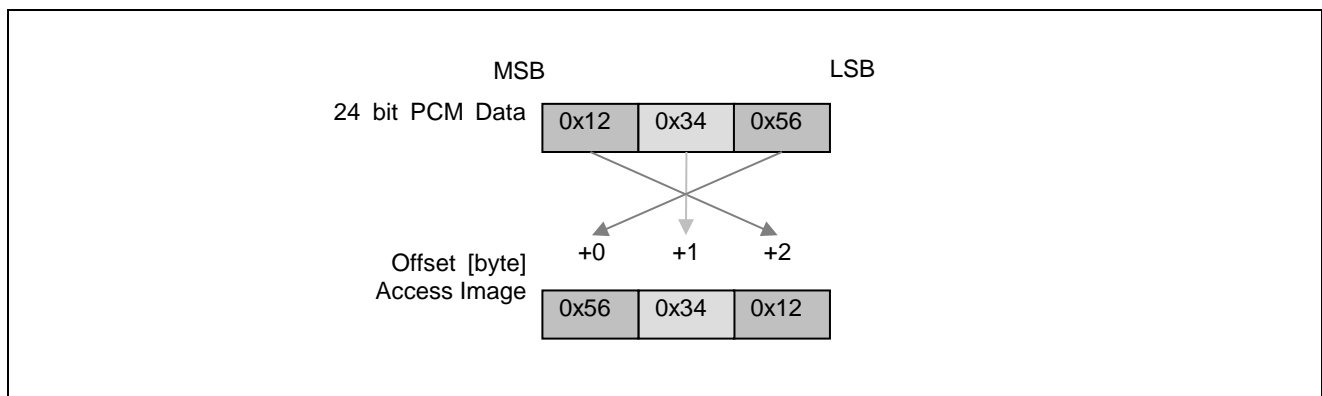 MSB LSB
24 bit PCM Data 0x12 0x34 0x56
+0 +1 +2
Offset [byte]
Access Image
0x56 0x34 0x12